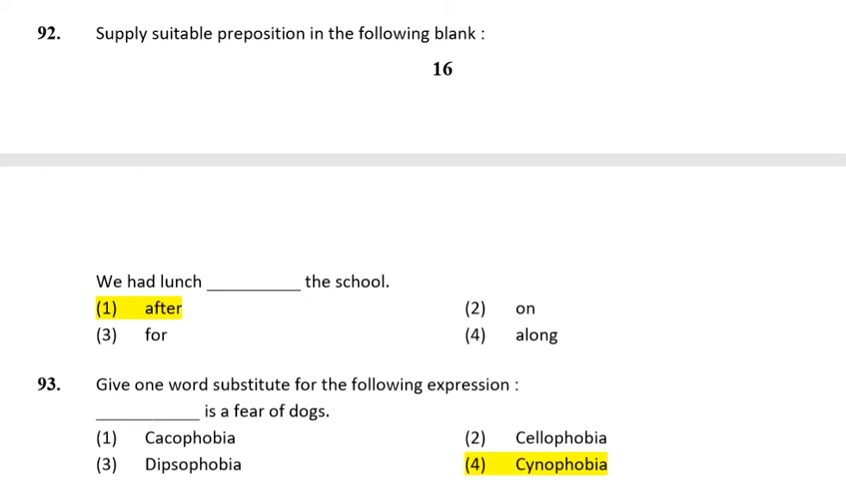 92. Supply suitable preposition in the following blank :
16
We had lunch __________ the school.
(1) after (2) on
(3) for (4) along
93. Give one word substitute for the following expression :
___________ is a fear of dogs.
(1) Cacophobia (2) Cellophobia
(3) Dipsophobia (4) Cynophobia